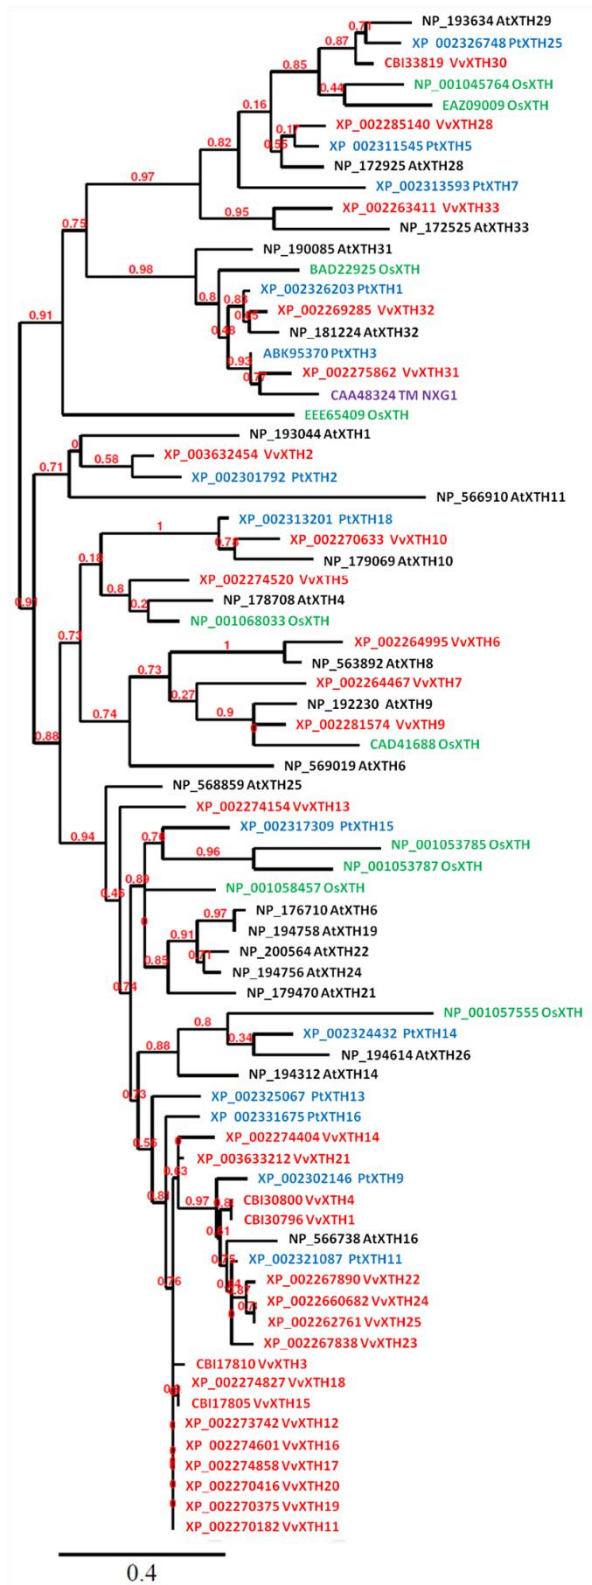 NP_193634 AtXTH29
0.71
XP_002326748 PtXTH25
0.87
CBI33819 VvXTH30
0.85
NP_001045764 OsXTH
0.44
EAZ09009 OsXTH
0.16
XP_002285140 VvXTH28
XP_002311545 PtXTH5
0.82
NP_172925 AtXTH28
0.97
XP_002313593 PtXTH7
XP_002263411 VvXTH33
0.95
0.75
NP_172525 AtXTH33
NP_190085 AtXTH31
0.98
BAD22925 OsXTH
0.8
XP_002326203 PtXTH1
XP_002269285 VvXTH32
0.91
NP_181224 AtXTH32
ABK95370 PtXTH3
0.93
XP_002275862 VvXTH31
0.77
CAA48324 TM NXG1
EEE65409 OsXTH
NP_193044 AtXTH1
0
XP_003632454 VvXTH2
0.58
0.71
XP_002301792 PtXTH2
NP_566910 AtXTH11
XP_002313201 PtXTH18
1
XP_002270633 VvXTH10
0.18
NP_179069 AtXTH10
XP_002274520 VvXTH5
0.8
NP_178708 AtXTH4
0.2
NP_001068033 OsXTH
0.73
XP_002264995 VvXTH6
1
NP_563892 AtXTH8
0.73
XP_002264467 VvXTH7
0.27
NP_192230 AtXTH9
0.9
0.74
XP_002281574 VvXTH9
0.88
CAD41688 OsXTH
NP_569019 AtXTH6
NP_568859 AtXTH25
XP_002274154 VvXTH13
XP_002317309 PtXTH15
0.94
NP_001053785 OsXTH
0.96
NP_001053787 OsXTH
NP_001058457 OsXTH
NP_176710 AtXTH6
0.97
NP_194758 AtXTH19
0.91
NP_200564 AtXTH22
0.71
NP_194756 AtXTH24
0.85
0.74
NP_179470 AtXTH21
NP_001057555 OsXTH
0.8
XP_002324432 PtXTH14
0.34
0.88
NP_194614 AtXTH26
NP_194312 AtXTH14
0.73
XP_002325067 PtXTH13
XP_002331675 PtXTH16
XP_002274404 VvXTH14
XP_003633212 VvXTH21
XP_002302146 PtXTH9
0.97
CBI30800 VvXTH4
CBI30796 VvXTH1
NP_566738 AtXTH16
XP_002321087 PtXTH11
0.76
XP_002267890 VvXTH22
XP_0022660682 VvXTH24
XP_002262761 VvXTH25
XP_002267838 VvXTH23
CBI17810 VvXTH3
XP_002274827 VvXTH18
CBI17805 VvXTH15
XP_002273742 VvXTH12
XP_002274601 VvXTH16
XP_002274858 VvXTH17
XP_002270416 VvXTH20
XP_002270375 VvXTH19
XP_002270182 VvXTH11
0.4